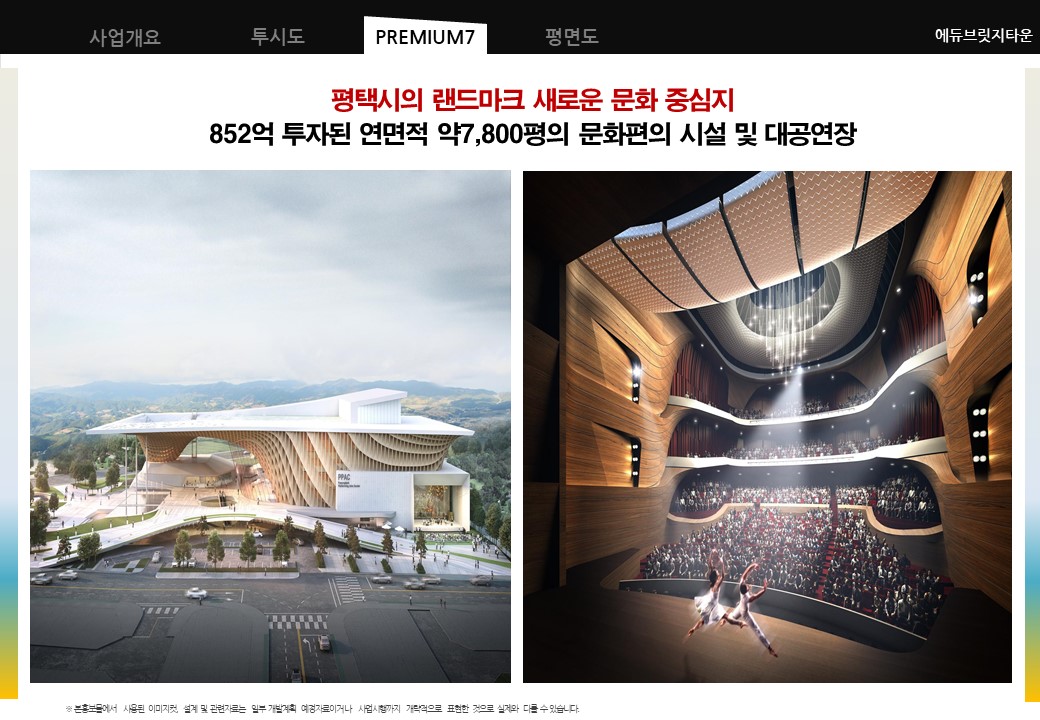 사업개요 투시도 PREMIUM7 평면도 에듀브릿지타운
평택시의 랜드마크 새로운 문화 중심지
852억 투자된 연면적 약7,800평의 문화편의 시설 및 대공연장
PPAC
※ 본홍보물에서 사용된 이미지컷, 설계 및 관련자료는 일부 개발계획 예정자료이거나 사업시행까지 개략적으로 표현한 것으로 실제와 다를 수 있습니다.